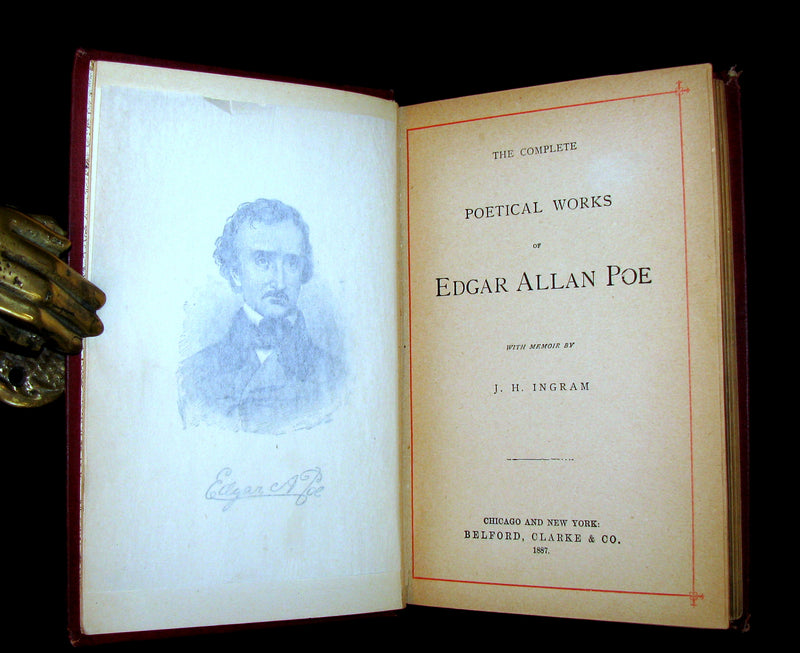 Edgar A Poe
THE COMPLETE
POETICAL WORKS
OF
EDGAR ALLAN POE
WITH MEMOIR BY
J. H. INGRAM
CHICAGO AND NEW YORK:
BELFORD, CLARKE & CO.
1887.